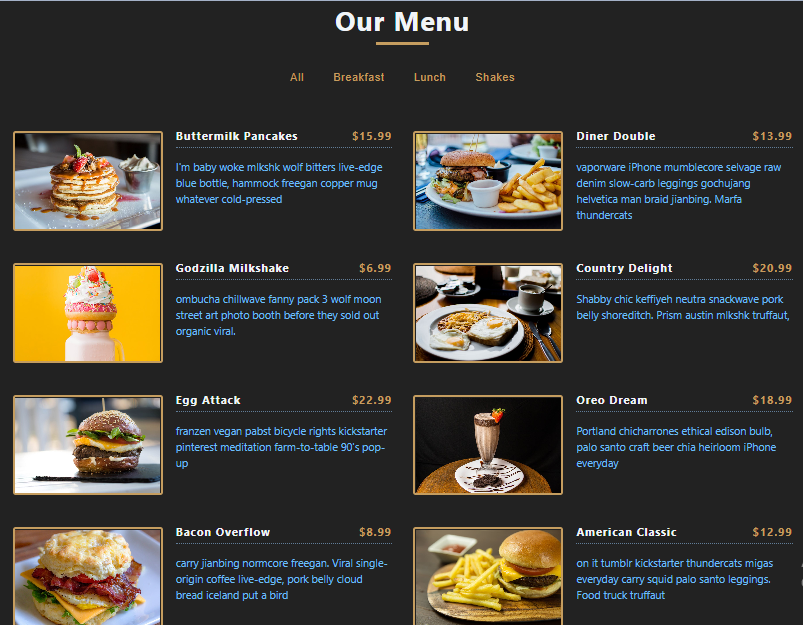 Our Menu
All Breakfast Lunch Shakes
Buttermilk Pancakes $15.99
I'm baby woke mlkshk wolf bitters live-edge
blue bottle, hammock freegan copper mug
whatever cold-pressed
Diner Double $13.99
vaporware iPhone mumblecore selvage raw
denim slow-carb leggings gochujang
helvetica man braid jianbing. Marfa
thundercats
Godzilla Milkshake $6.99
ombucha chillwave fanny pack 3 wolf moon
street art photo booth before they sold out
organic viral.
Country Delight $20.99
Shabby chic keffiyeh neutra snackwave pork
belly shoreditch. Prism austin mlkshk truffaut,
Egg Attack $22.99
franzen vegan pabst bicycle rights kickstarter
pinterest meditation farm-to-table 90's pop-
up
Oreo Dream $18.99
Portland chicharrones ethical edison bulb,
palo santo craft beer chia heirloom iPhone
everyday
Bacon Overflow $8.99
carry jianbing normcore freegan. Viral single-
origin coffee live-edge, pork belly cloud
bread iceland put a bird
American Classic $12.99
on it tumblr kickstarter thundercats migas
everyday carry squid palo santo leggings.
Food truck truffaut